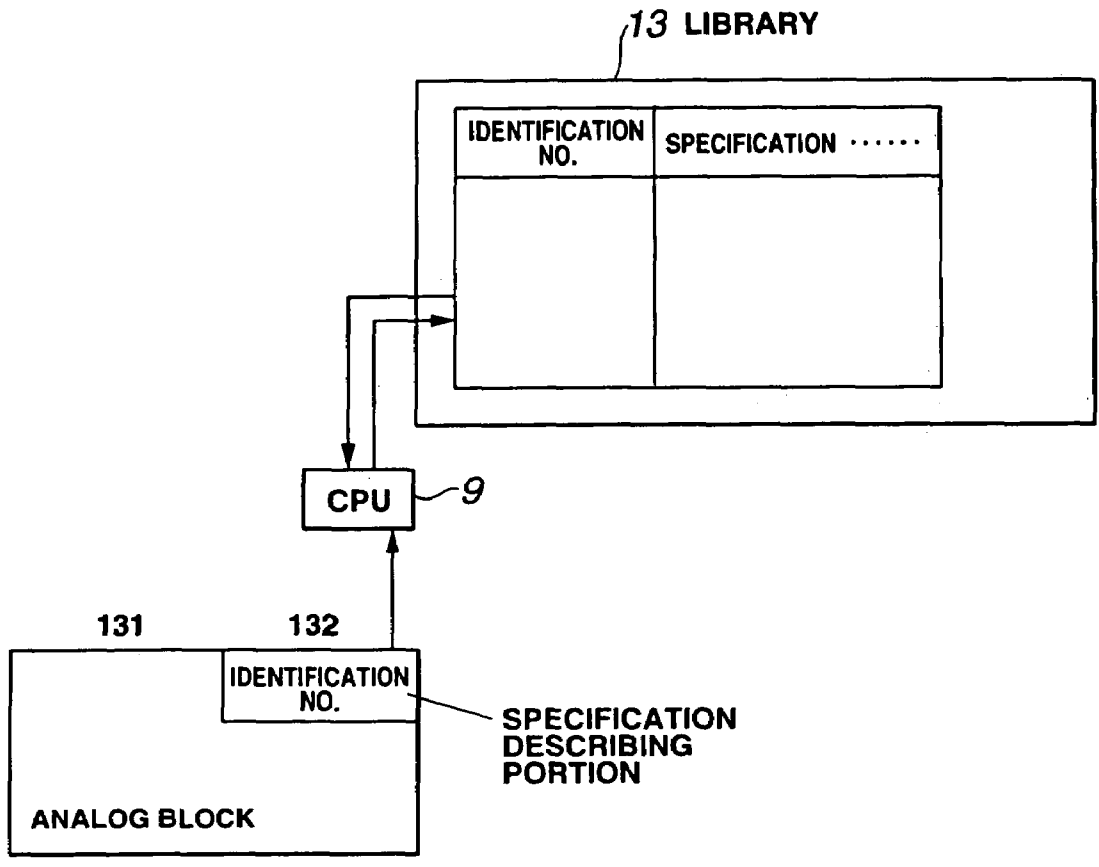 13 LIBRARY
IDENTIFICATION
NO.
SPECIFICATION ......
CPU
9
131
132
IDENTIFICATION
NO.
SPECIFICATION
DESCRIBING
PORTION
ANALOG BLOCK